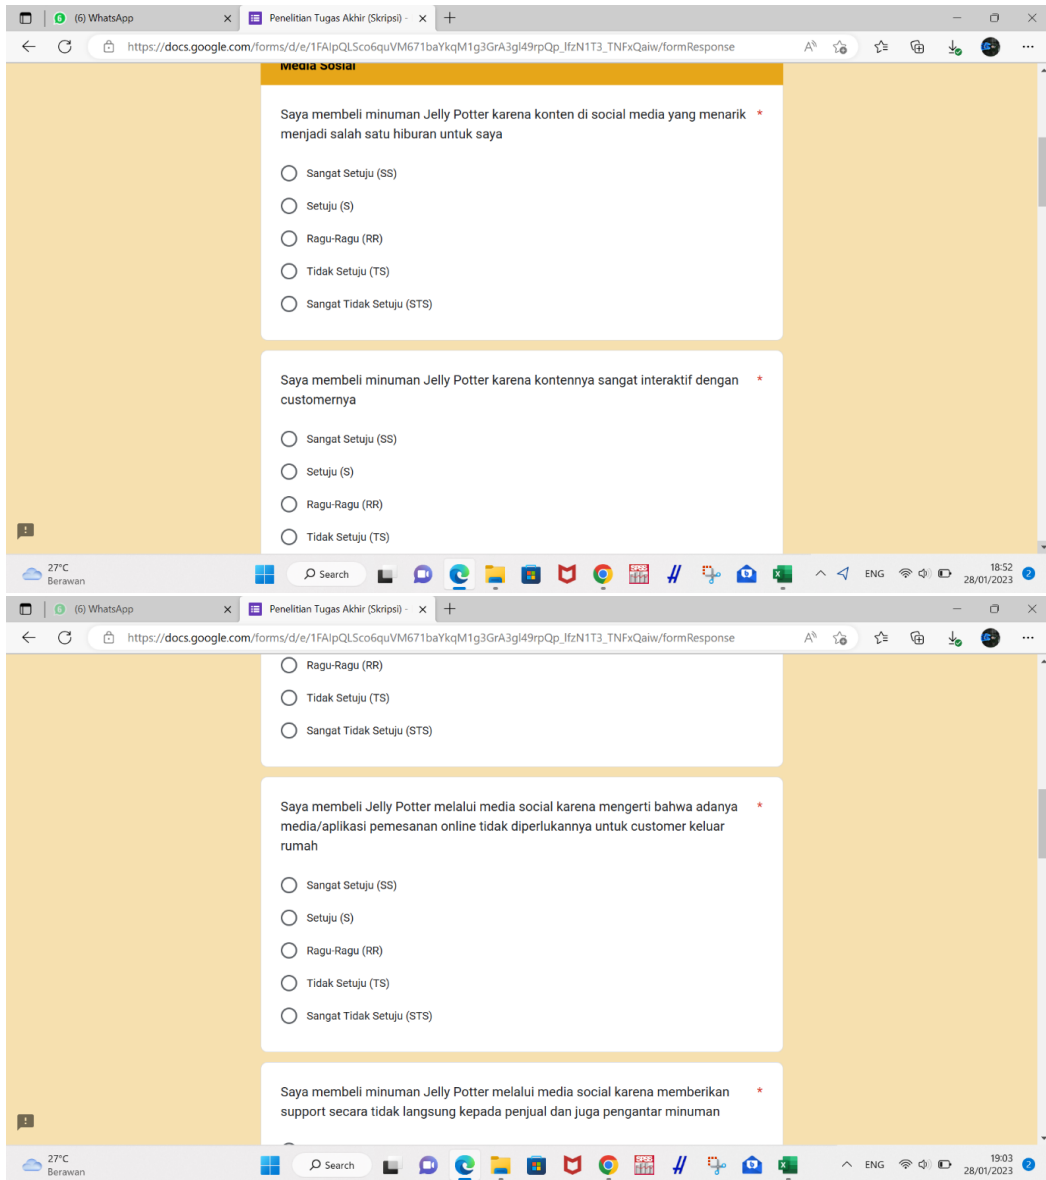 (6) WhatsApp
Penelitian Tugas Akhir (Skripsi) -
https://docs.google.com/forms/d/e/1FAIpQLSco6quVM671baYkqM1g3GrA3gl49rpQp_IfzN1T3_TNFxQaiw/formResponse
Media Sosial
Saya membeli minuman Jelly Potter karena konten di social media yang menarik *
menjadi salah satu hiburan untuk saya
Sangat Setuju (SS)
Setuju (S)
Ragu-Ragu (RR)
Tidak Setuju (TS)
Sangat Tidak Setuju (STS)
Saya membeli minuman Jelly Potter karena kontennya sangat interaktif dengan *
customernya
Sangat Setuju (SS)
Setuju (S)
Ragu-Ragu (RR)
Tidak Setuju (TS)
27°C
Berawan
Search
ENG
18:52
28/01/2023
2
(6) WhatsApp
Penelitian Tugas Akhir (Skripsi) -
https://docs.google.com/forms/d/e/1FAIpQLSco6quVM671baYkqM1g3GrA3gl49rpQp_IfzN1T3_TNFxQaiw/formResponse
Ragu-Ragu (RR)
Tidak Setuju (TS)
Sangat Tidak Setuju (STS)
Saya membeli Jelly Potter melalui media social karena mengerti bahwa adanya *
media/aplikasi pemesanan online tidak diperlukannya untuk customer keluar
rumah
Sangat Setuju (SS)
Setuju (S)
Ragu-Ragu (RR)
Tidak Setuju (TS)
Sangat Tidak Setuju (STS)
Saya membeli minuman Jelly Potter melalui media social karena memberikan *
support secara tidak langsung kepada penjual dan juga pengantar minuman
27°C
Berawan
Search
ENG
19:03
28/01/2023
2